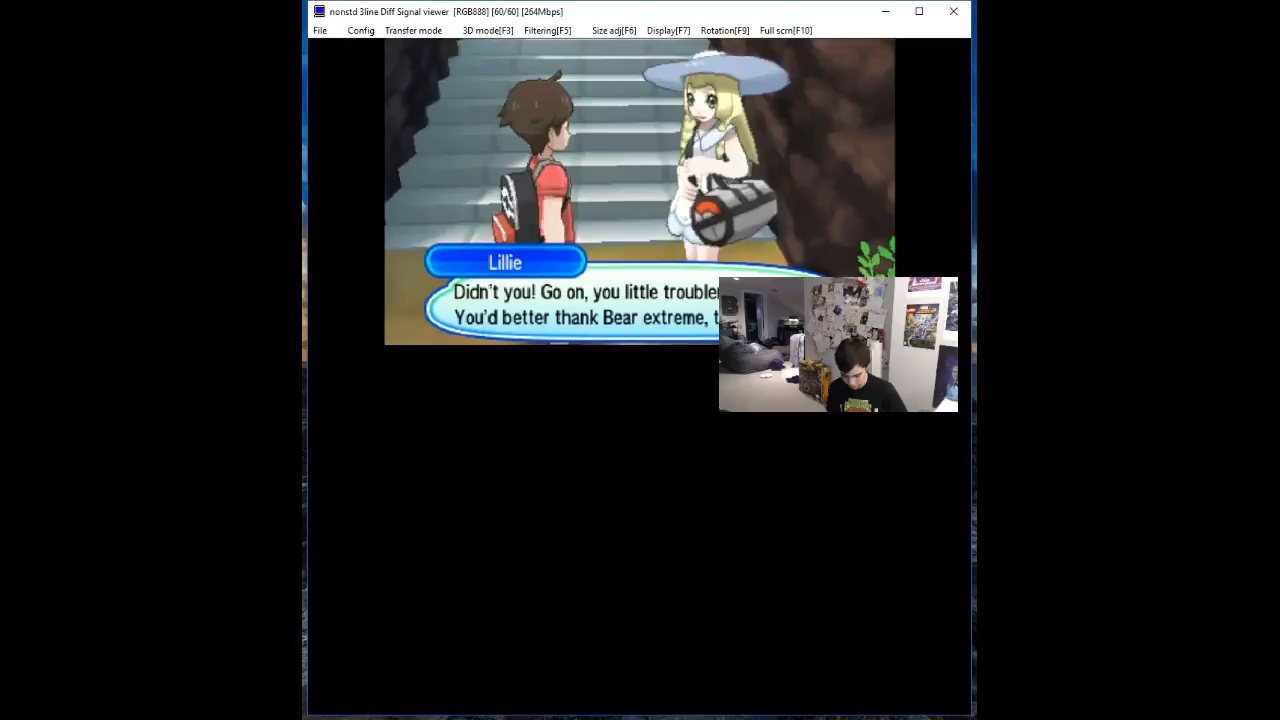 nonstd 3line Diff Signal viewer [RGB888] [60/60] [264Mbps]
File Config Transfer mode 3D mode[F3] Filtering[F5] Size adj[F6] Display[F7] Rotation[F9] Full scrn[F10]
Lillie
Didn't you! Go on, you little trouble
You'd better thank Bear extreme, t